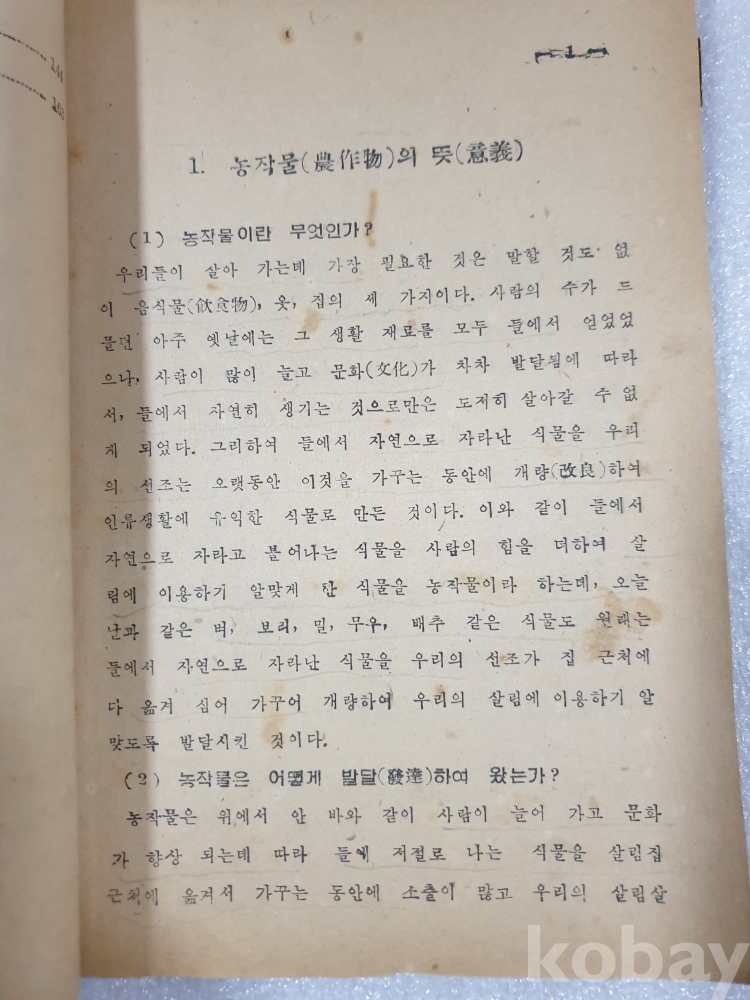 144
163
— 1 —
1. 농작물(農作物)의 뜻(意義)
(1) 농작물이란 무엇인가?
우리들이 살아 가는데 가장 필요한 것은 말할 것도 없
이 음식물(飮食物), 옷, 집의 세 가지이다. 사람의 수가 드
물던 아주 옛날에는 그 생활 재료를 모두 들에서 얻었었
으나, 사람이 많이 늘고 문화(文化)가 차차 발달됨에 따라
서, 들에서 자연히 생기는 것으로만은 도저히 살아갈 수 없
게 되었다. 그리하여 들에서 자연으로 자라난 식물을 우리
의 선조는 오랫동안 이것을 가꾸는 동안에 개량(改良)하여
인류생활에 유익한 식물로 만든 것이다. 이와 같이 들에서
자연으로 자라고 불어나는 식물을 사람의 힘을 더하여 살
림에 이용하기 알맞게 한 식물을 농작물이라 하는데, 오늘
난과 같은 벼, 보리, 밀, 무우, 배추 같은 식물도 원래는
들에서 자연으로 자라난 식물을 우리의 선조가 집 근처에
다 옮겨 심어 가꾸어 개량하여 우리의 살림에 이용하기 알
맞도록 발달시킨 것이다.
(2) 농작물은 어떻게 발달(發達)하여 왔는가?
농작물은 위에서 안 바와 같이 사람이 늘어 가고 문화
가 향상 되는데 따라 들에 저절로 나는 식물을 살림집
근처에 옮겨서 가꾸는 동안에 소출이 많고 우리의 살림살
kobay